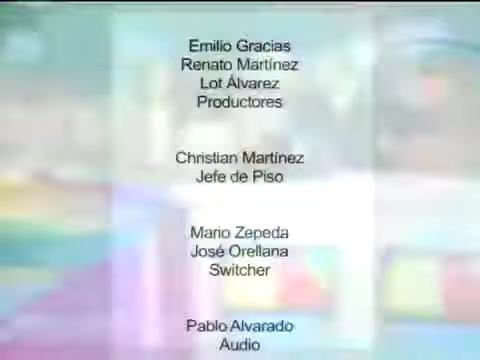 Emilio Gracias
Renato Martínez
Lot Álvarez
Productores
Christian Martínez
Jefe de Piso
Mario Zepeda
José Orellana
Switcher
Pablo Alvarado
Audio